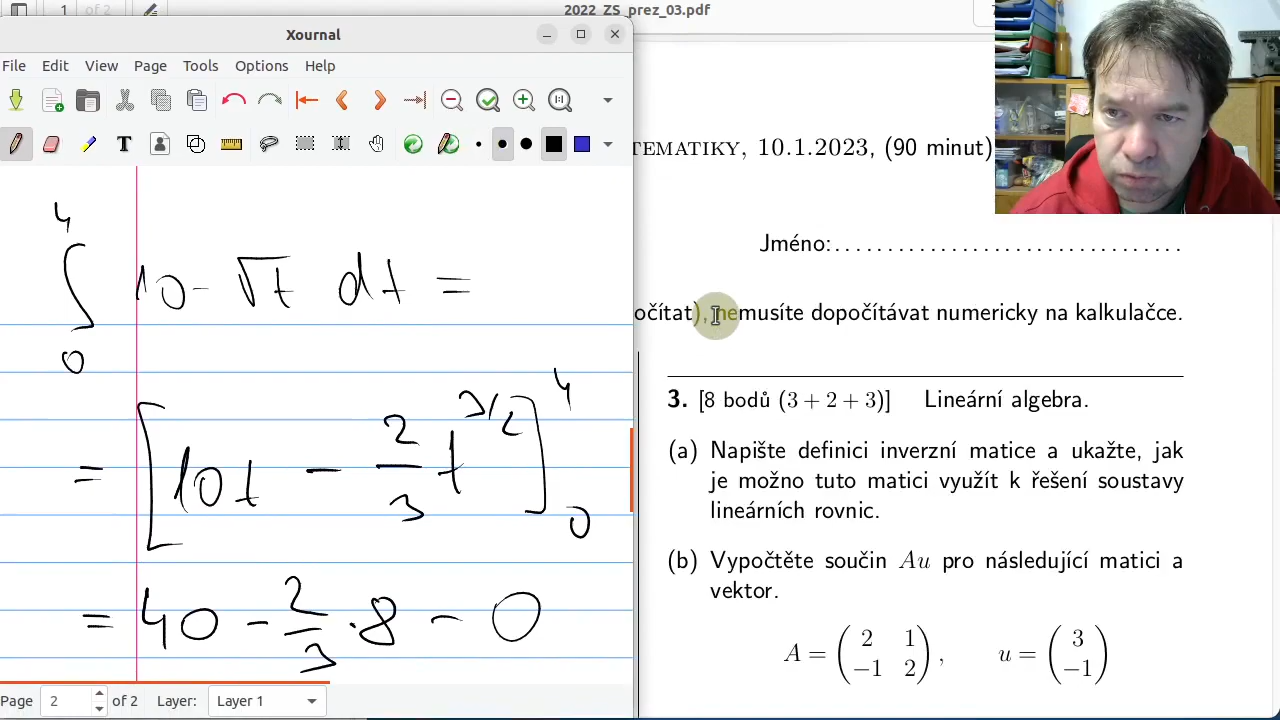 1 of 2
2022_ZS_prez_03.pdf
Xournal
File Edit View Page Tools Options Help
T
TEMATIKY, 10.1.2023, (90 minut)
Jméno:................................
očítat), nemusíte dopočítávat numericky na kalkulačce.
∫₀⁴ 10 - √t dt =
= [10t - 2/3 t^3/2]₀⁴
= 40 - 2/3 · 8 - 0
3. [8 bodů (3 + 2 + 3)] Lineární algebra.
(a) Napište definici inverzní matice a ukažte, jak
je možno tuto matici využít k řešení soustavy
lineárních rovnic.
(b) Vypočtěte součin Au pro následující matici a
vektor.
A = (2 1
−1 2), u = (3
−1)
Page 2 of 2 Layer: Layer 1